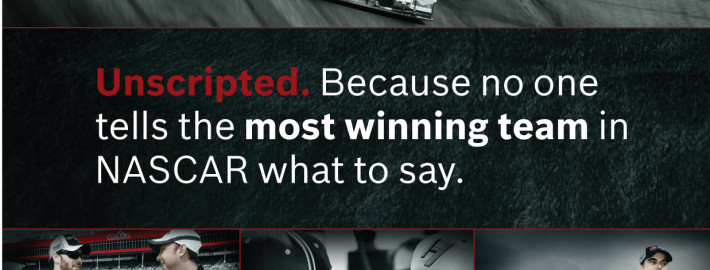 Unscripted. Because no one
tells the most winning team in
NASCAR what to say.